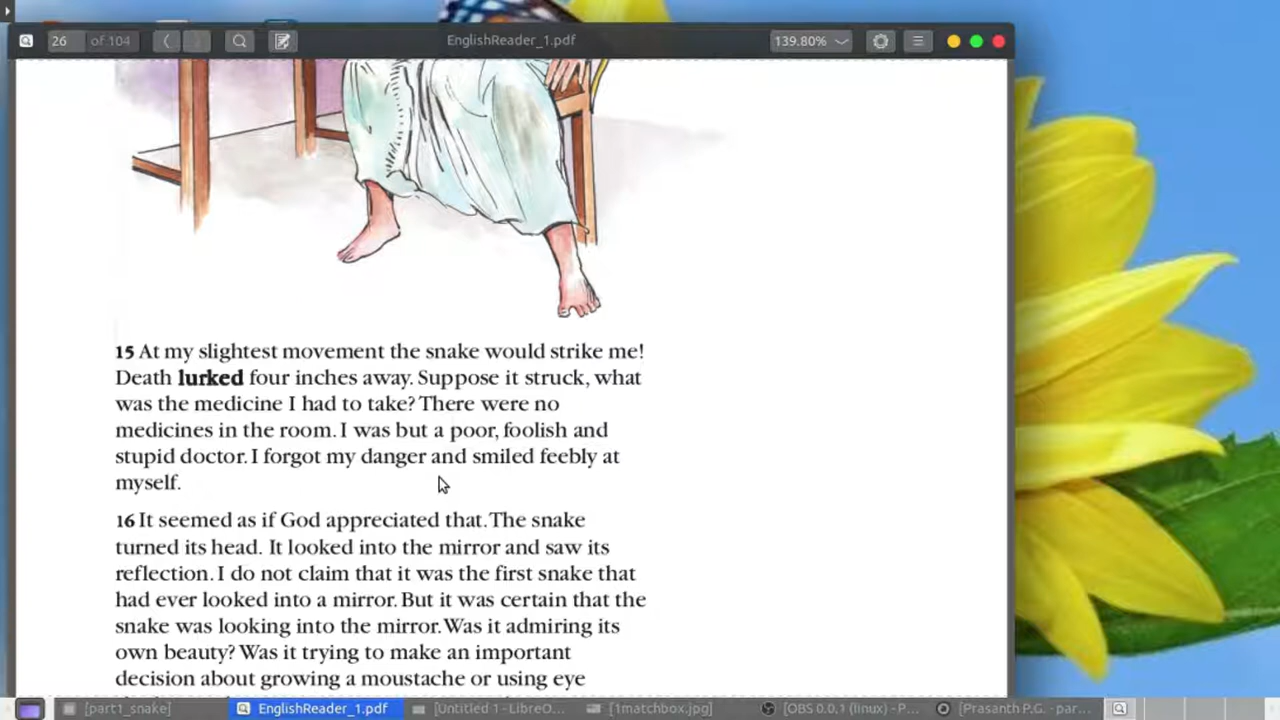 26 of 104
EnglishReader_1.pdf
139.80%
15 At my slightest movement the snake would strike me!
Death lurked four inches away. Suppose it struck, what
was the medicine I had to take? There were no
medicines in the room. I was but a poor, foolish and
stupid doctor. I forgot my danger and smiled feebly at
myself.
16 It seemed as if God appreciated that. The snake
turned its head. It looked into the mirror and saw its
reflection. I do not claim that it was the first snake that
had ever looked into a mirror. But it was certain that the
snake was looking into the mirror. Was it admiring its
own beauty? Was it trying to make an important
decision about growing a moustache or using eye
[part1_snake]
EnglishReader_1.pdf
[Untitled 1 - LibreO...
[1matchbox.jpg]
[OBS 0.0.1 (linux) - P...
[Prasanth P.G. - par...